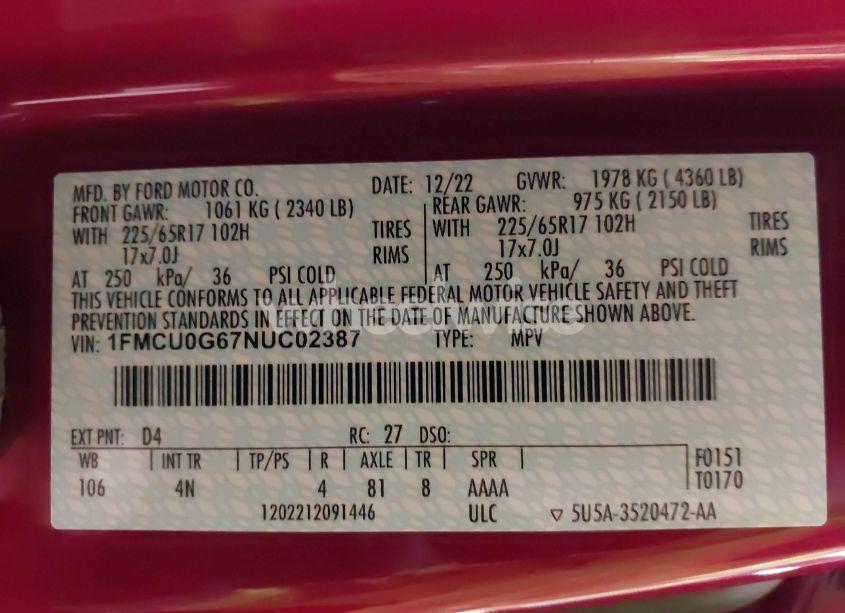 MFD. BY FORD MOTOR CO. DATE: 12/22 GVWR: 1978 KG ( 4360 LB)
FRONT GAWR: 1061 KG ( 2340 LB) REAR GAWR: 975 KG ( 2150 LB)
WITH 225/65R17 102H TIRES WITH 225/65R17 102H TIRES
17x7.0J RIMS 17x7.0J RIMS
AT 250 kPa/ 36 PSI COLD AT 250 kPa/ 36 PSI COLD
THIS VEHICLE CONFORMS TO ALL APPLICABLE FEDERAL MOTOR VEHICLE SAFETY AND THEFT
PREVENTION STANDARDS IN EFFECT ON THE DATE OF MANUFACTURE SHOWN ABOVE.
VIN: 1FMCU0G67NUC02387 TYPE: MPV
EXT PNT: D4 RC: 27 DSO:
WB INT TR TP/PS R AXLE TR SPR F0151
106 4N 4 81 8 AAAA T0170
1202212091446 ULC ▽ 5U5A-3520472-AA